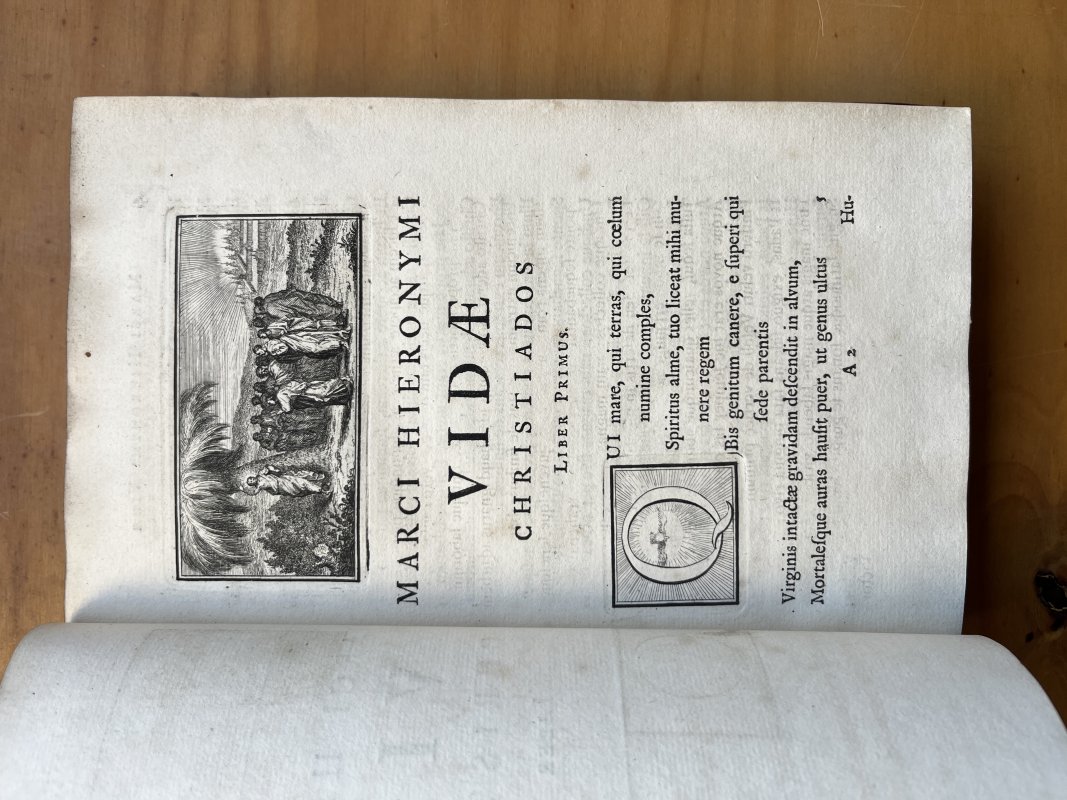 MARCI HIERONYMI
VIDÆ
CHRISTIADOS
LIBER PRIMUS.
QUI mare, qui terras, qui cœlum
numine comples,
Spiritus alme, tuo liceat mihi mu-
nere regem
Bis genitum canere, e ſuperi qui
ſede parentis
Virginis intactæ gravidam deſcendit in alvum,
Mortaleſque auras hauſit puer, ut genus ultus 5
A 2
Hu-